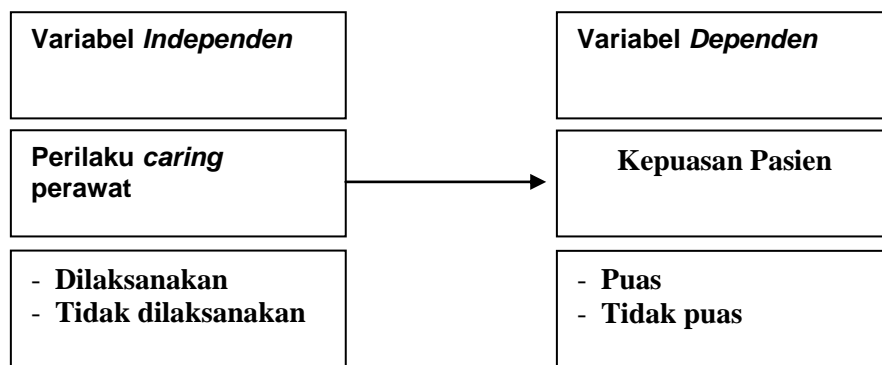 Variabel Independen
Variabel Dependen
Perilaku caring
perawat
Kepuasan Pasien
- Dilaksanakan
- Tidak dilaksanakan
- Puas
- Tidak puas